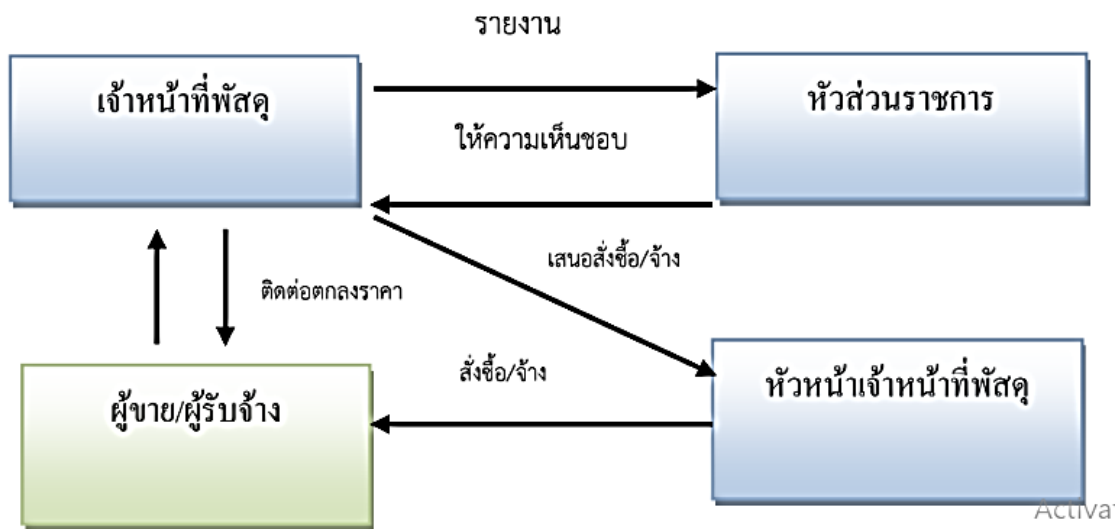 รายงาน
เจ้าหน้าที่พัสดุ
หัวส่วนราชการ
ให้ความเห็นชอบ
เสนอสั่งซื้อ/จ้าง
ติดต่อตกลงราคา
สั่งซื้อ/จ้าง
ผู้ขาย/ผู้รับจ้าง
หัวหน้าเจ้าหน้าที่พัสดุ